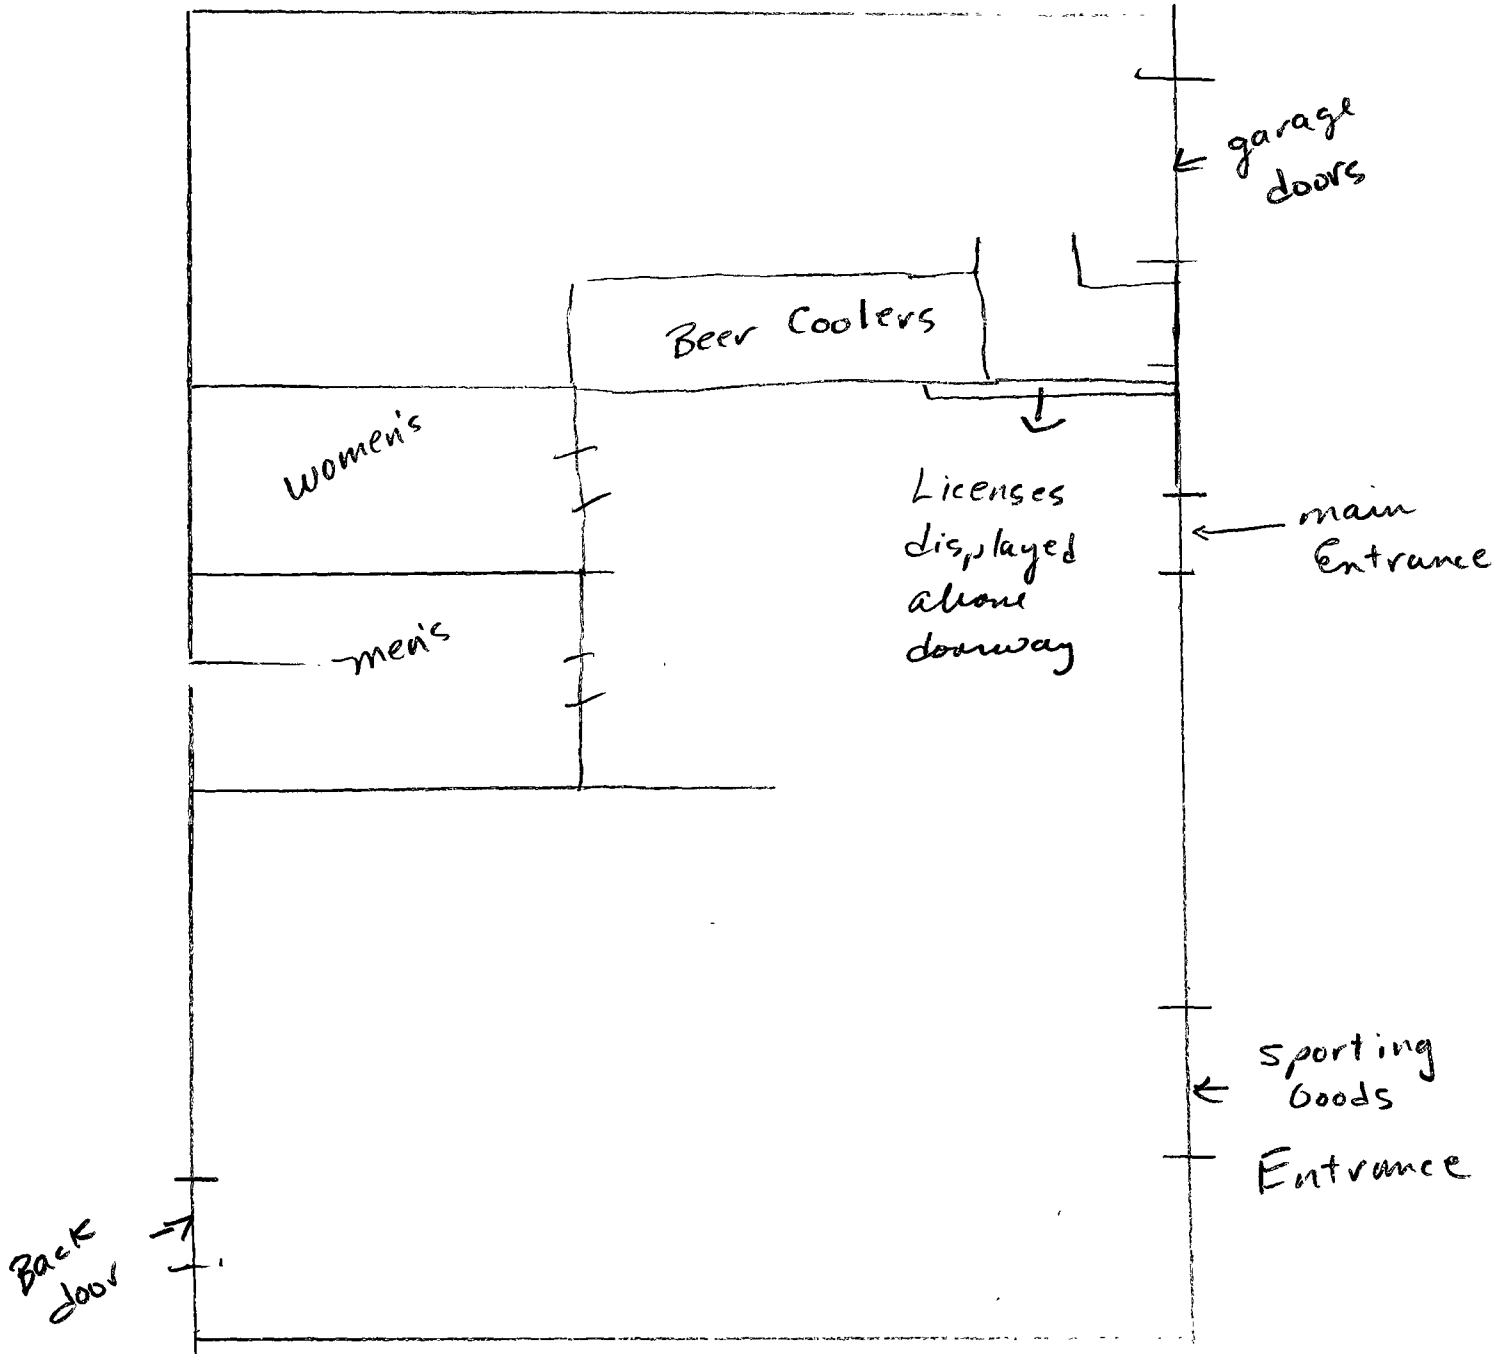 garage
doors
Beer Coolers
women's
Licenses
displayed
above
doorway
main
Entrance
men's
Sporting
Goods
Entrance
Back
door